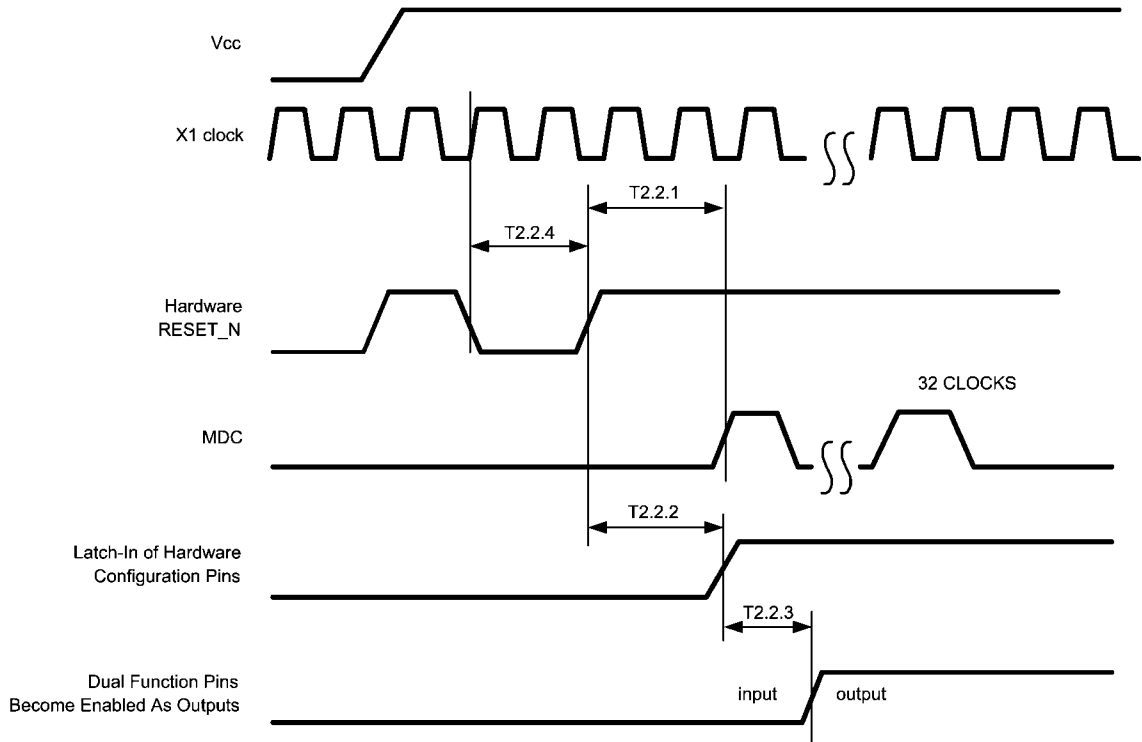 Vcc
X1 clock
T2.2.1
T2.2.4
Hardware
RESET_N
32 CLOCKS
MDC
T2.2.2
Latch-In of Hardware
Configuration Pins
T2.2.3
Dual Function Pins
Become Enabled As Outputs
input
output